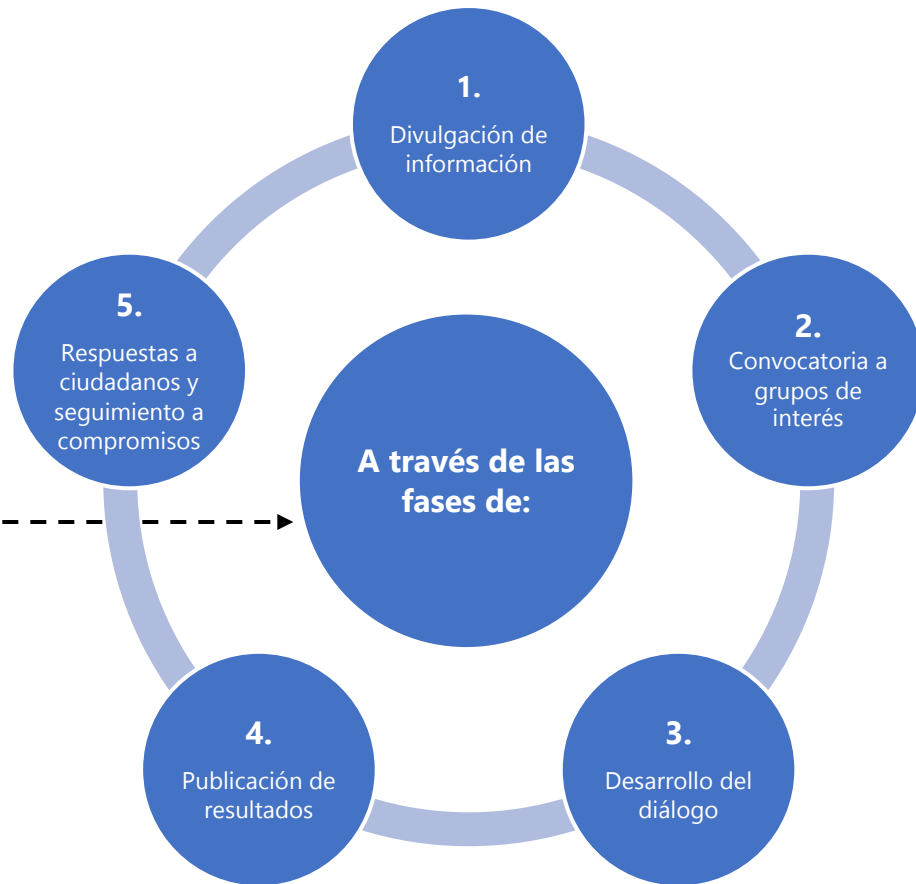 1.
Divulgación de
información
2.
Convocatoria a
grupos de
interés
3.
Desarrollo del
diálogo
4.
Publicación de
resultados
5.
Respuestas a
ciudadanos y
seguimiento a
compromisos
A través de las
fases de: